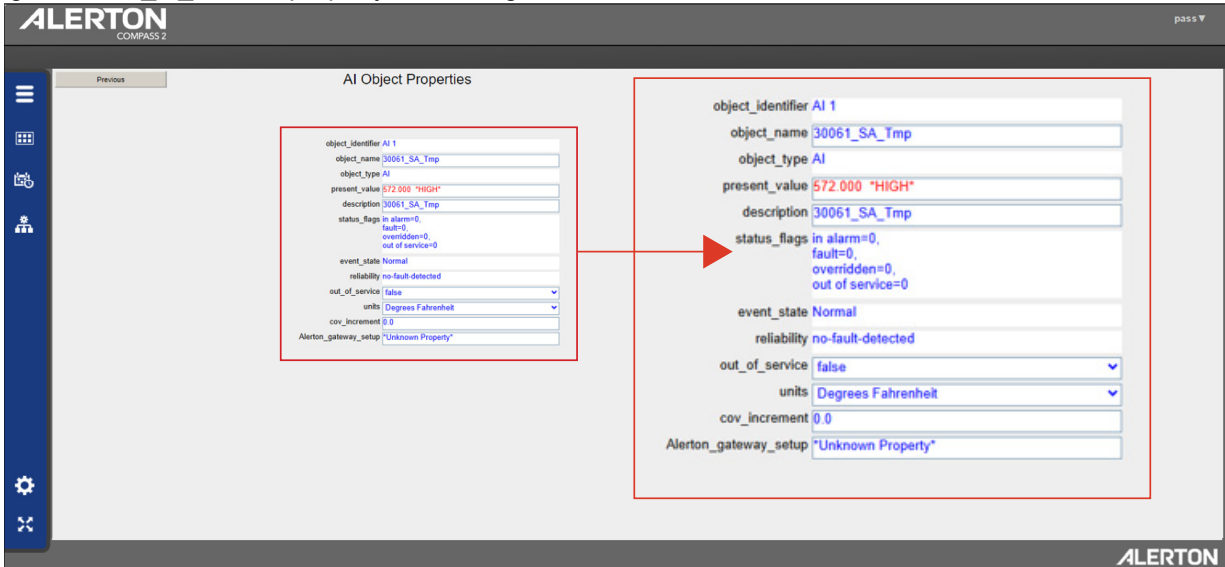 ALERTON
COMPASS 2
pass▼
Previous
AI Object Properties
object_identifier AI 1
object_name 30061_SA_Tmp
object_type AI
present_value 572.000 "HIGH"
description 30061_SA_Tmp
status_flags in alarm=0,
fault=0,
overridden=0,
out of service=0
event_state Normal
reliability no-fault-detected
out_of_service false
units Degrees Fahrenheit
cov_increment 0.0
Alerton_gateway_setup "Unknown Property"
object_identifier AI 1
object_name 30061_SA_Tmp
object_type AI
present_value 572.000 "HIGH"
description 30061_SA_Tmp
status_flags in alarm=0,
fault=0,
overridden=0,
out of service=0
event_state Normal
reliability no-fault-detected
out_of_service false
units Degrees Fahrenheit
cov_increment 0.0
Alerton_gateway_setup "Unknown Property"
ALERTON